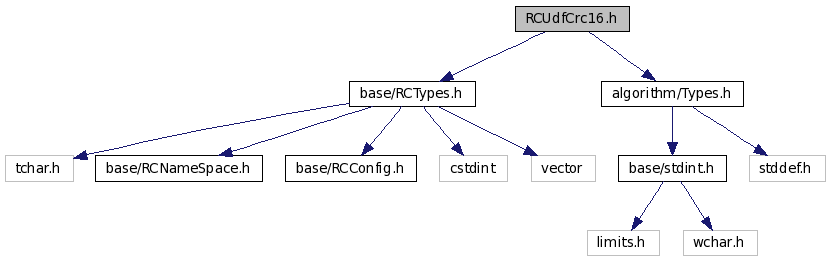 RCUdfCrc16.h
base/RCTypes.h
algorithm/Types.h
tchar.h
base/RCNameSpace.h
base/RCConfig.h
cstdint
vector
base/stdint.h
stddef.h
limits.h
wchar.h